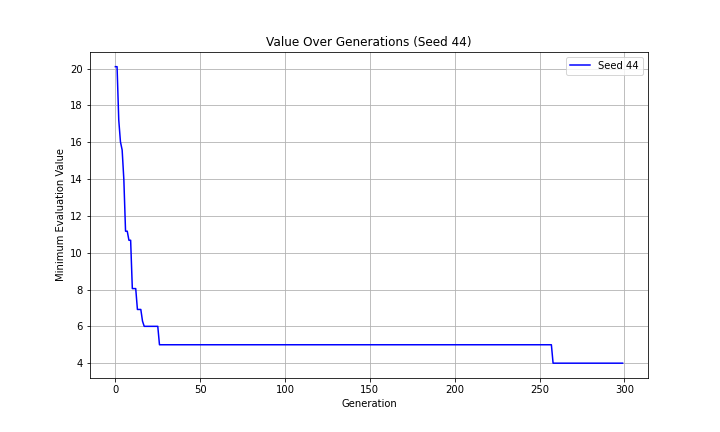 Value Over Generations (Seed 44)
Seed 44
Minimum Evaluation Value
20
18
16
14
12
10
8
6
4
0 50 100 150 200 250 300
Generation